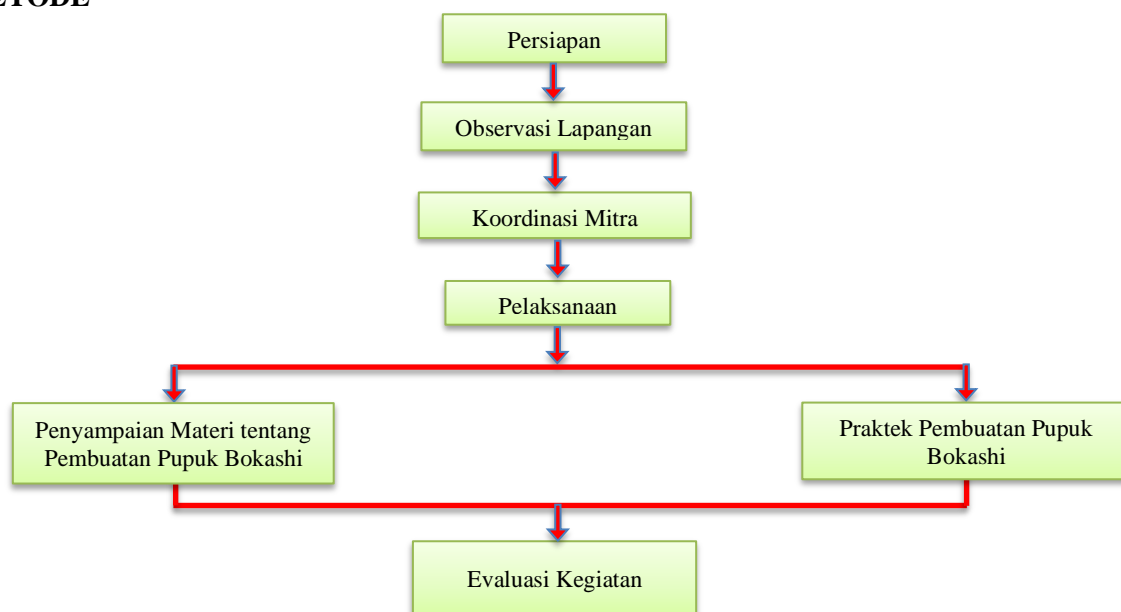 ETODE
Persiapan
Observasi Lapangan
Koordinasi Mitra
Pelaksanaan
Penyampaian Materi tentang
Pembuatan Pupuk Bokashi
Praktek Pembuatan Pupuk
Bokashi
Evaluasi Kegiatan